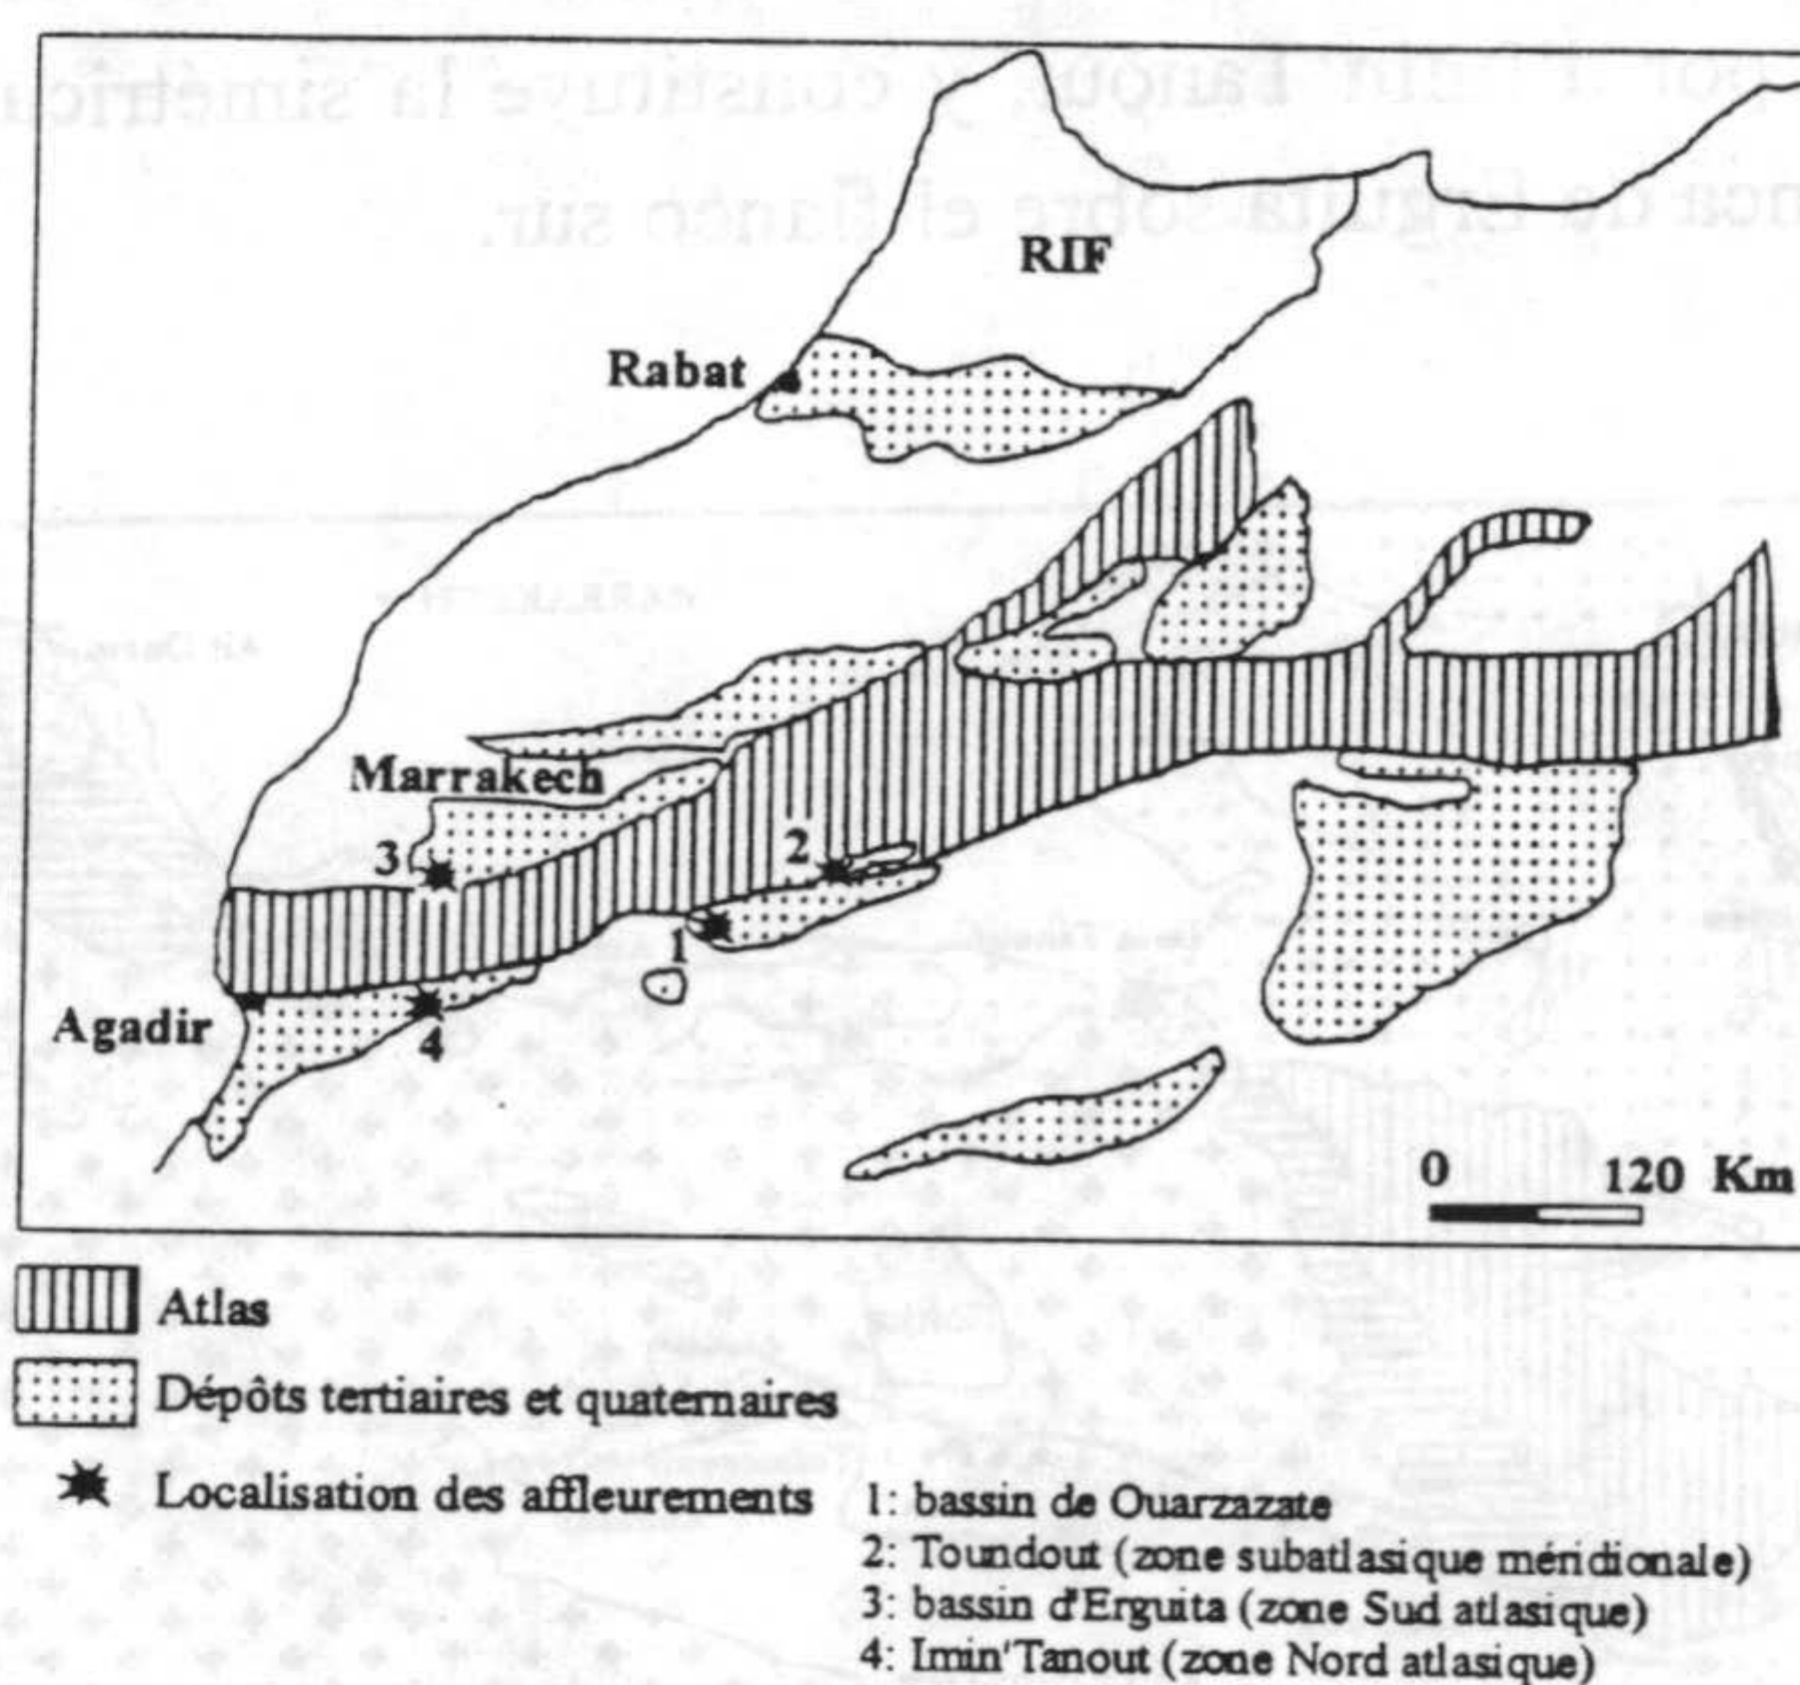 RIF
Rabat
Marrakech
3
2
1
Agadir
4
0 120 Km
Atlas
Dépôts tertiaires et quaternaires
Localisation des affleurements
1: bassin de Ouarzazate
2: Toundout (zone subatlasique méridionale)
3: bassin d'Erguita (zone Sud atlasique)
4: Imin'Tanout (zone Nord atlasique)